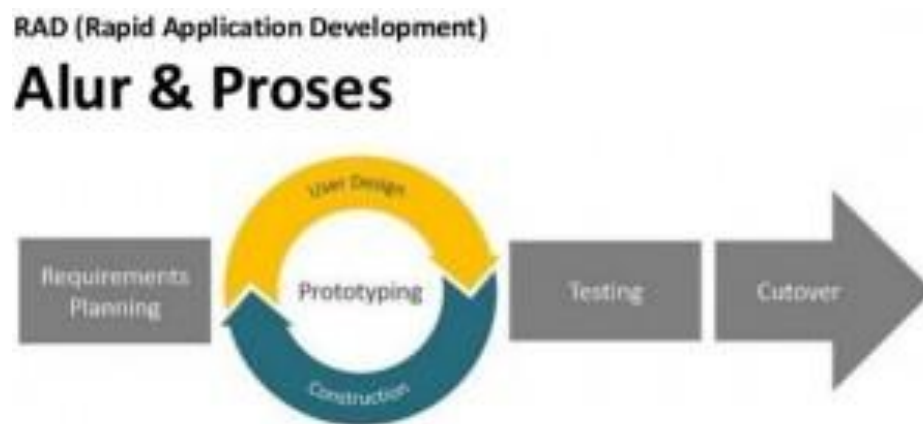 RAD (Rapid Application Development)
Alur & Proses
Requirements
Planning
User Design
Prototyping
Construction
Testing
Cutover